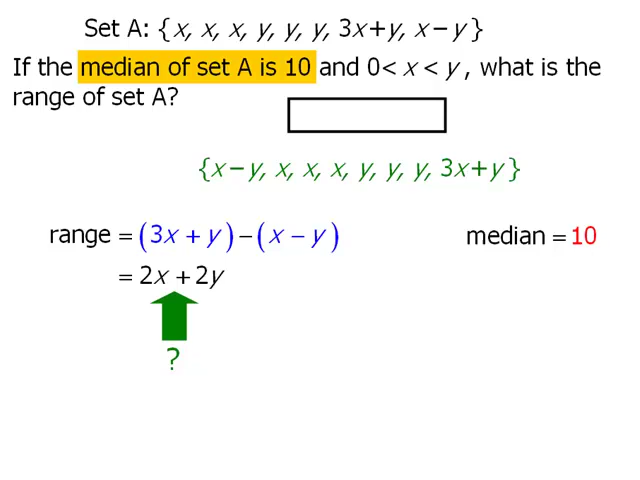 Set A: {x, x, x, y, y, y, 3x+y, x−y}
If the median of set A is 10 and 0< x < y , what is the
range of set A?
{x−y, x, x, x, y, y, y, 3x+y}
range = (3x + y) − (x − y)
median = 10
= 2x + 2y
?